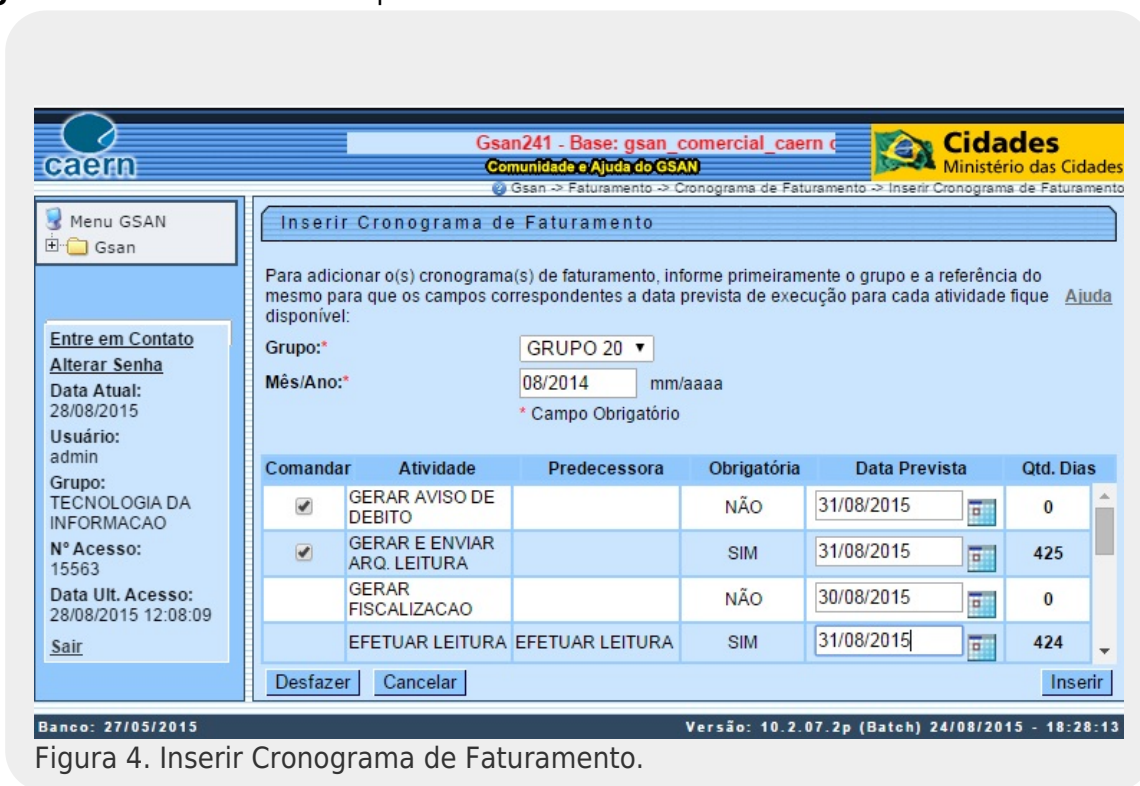 caern
Gsan241 - Base: gsan_comercial_caern
Comunidade e Ajuda do GSAN
Cidades
Ministério das Cidades
Gsan -> Faturamento -> Cronograma de Faturamento -> Inserir Cronograma de Faturamento
Menu GSAN
Gsan
Entre em Contato
Alterar Senha
Data Atual:
28/08/2015
Usuário:
admin
Grupo:
TECNOLOGIA DA
INFORMACAO
N° Acesso:
15563
Data Ult. Acesso:
28/08/2015 12:08:09
Sair
Inserir Cronograma de Faturamento
Para adicionar o(s) cronograma(s) de faturamento, informe primeiramente o grupo e a referência do
mesmo para que os campos correspondentes a data prevista de execução para cada atividade fique Ajuda
disponível:
Grupo:* GRUPO 20
Mês/Ano:* 08/2014 mm/aaaa
* Campo Obrigatório
Comandar Atividade Predecessora Obrigatória Data Prevista Qtd. Dias
GERAR AVISO DE
DEBITO NÃO 31/08/2015 0
GERAR E ENVIAR
ARQ. LEITURA SIM 31/08/2015 425
GERAR
FISCALIZACAO NÃO 30/08/2015 0
EFETUAR LEITURA EFETUAR LEITURA SIM 31/08/2015 424
Desfazer Cancelar Inserir
Banco: 27/05/2015 Versão: 10.2.07.2p (Batch) 24/08/2015 - 18:28:13
Figura 4. Inserir Cronograma de Faturamento.